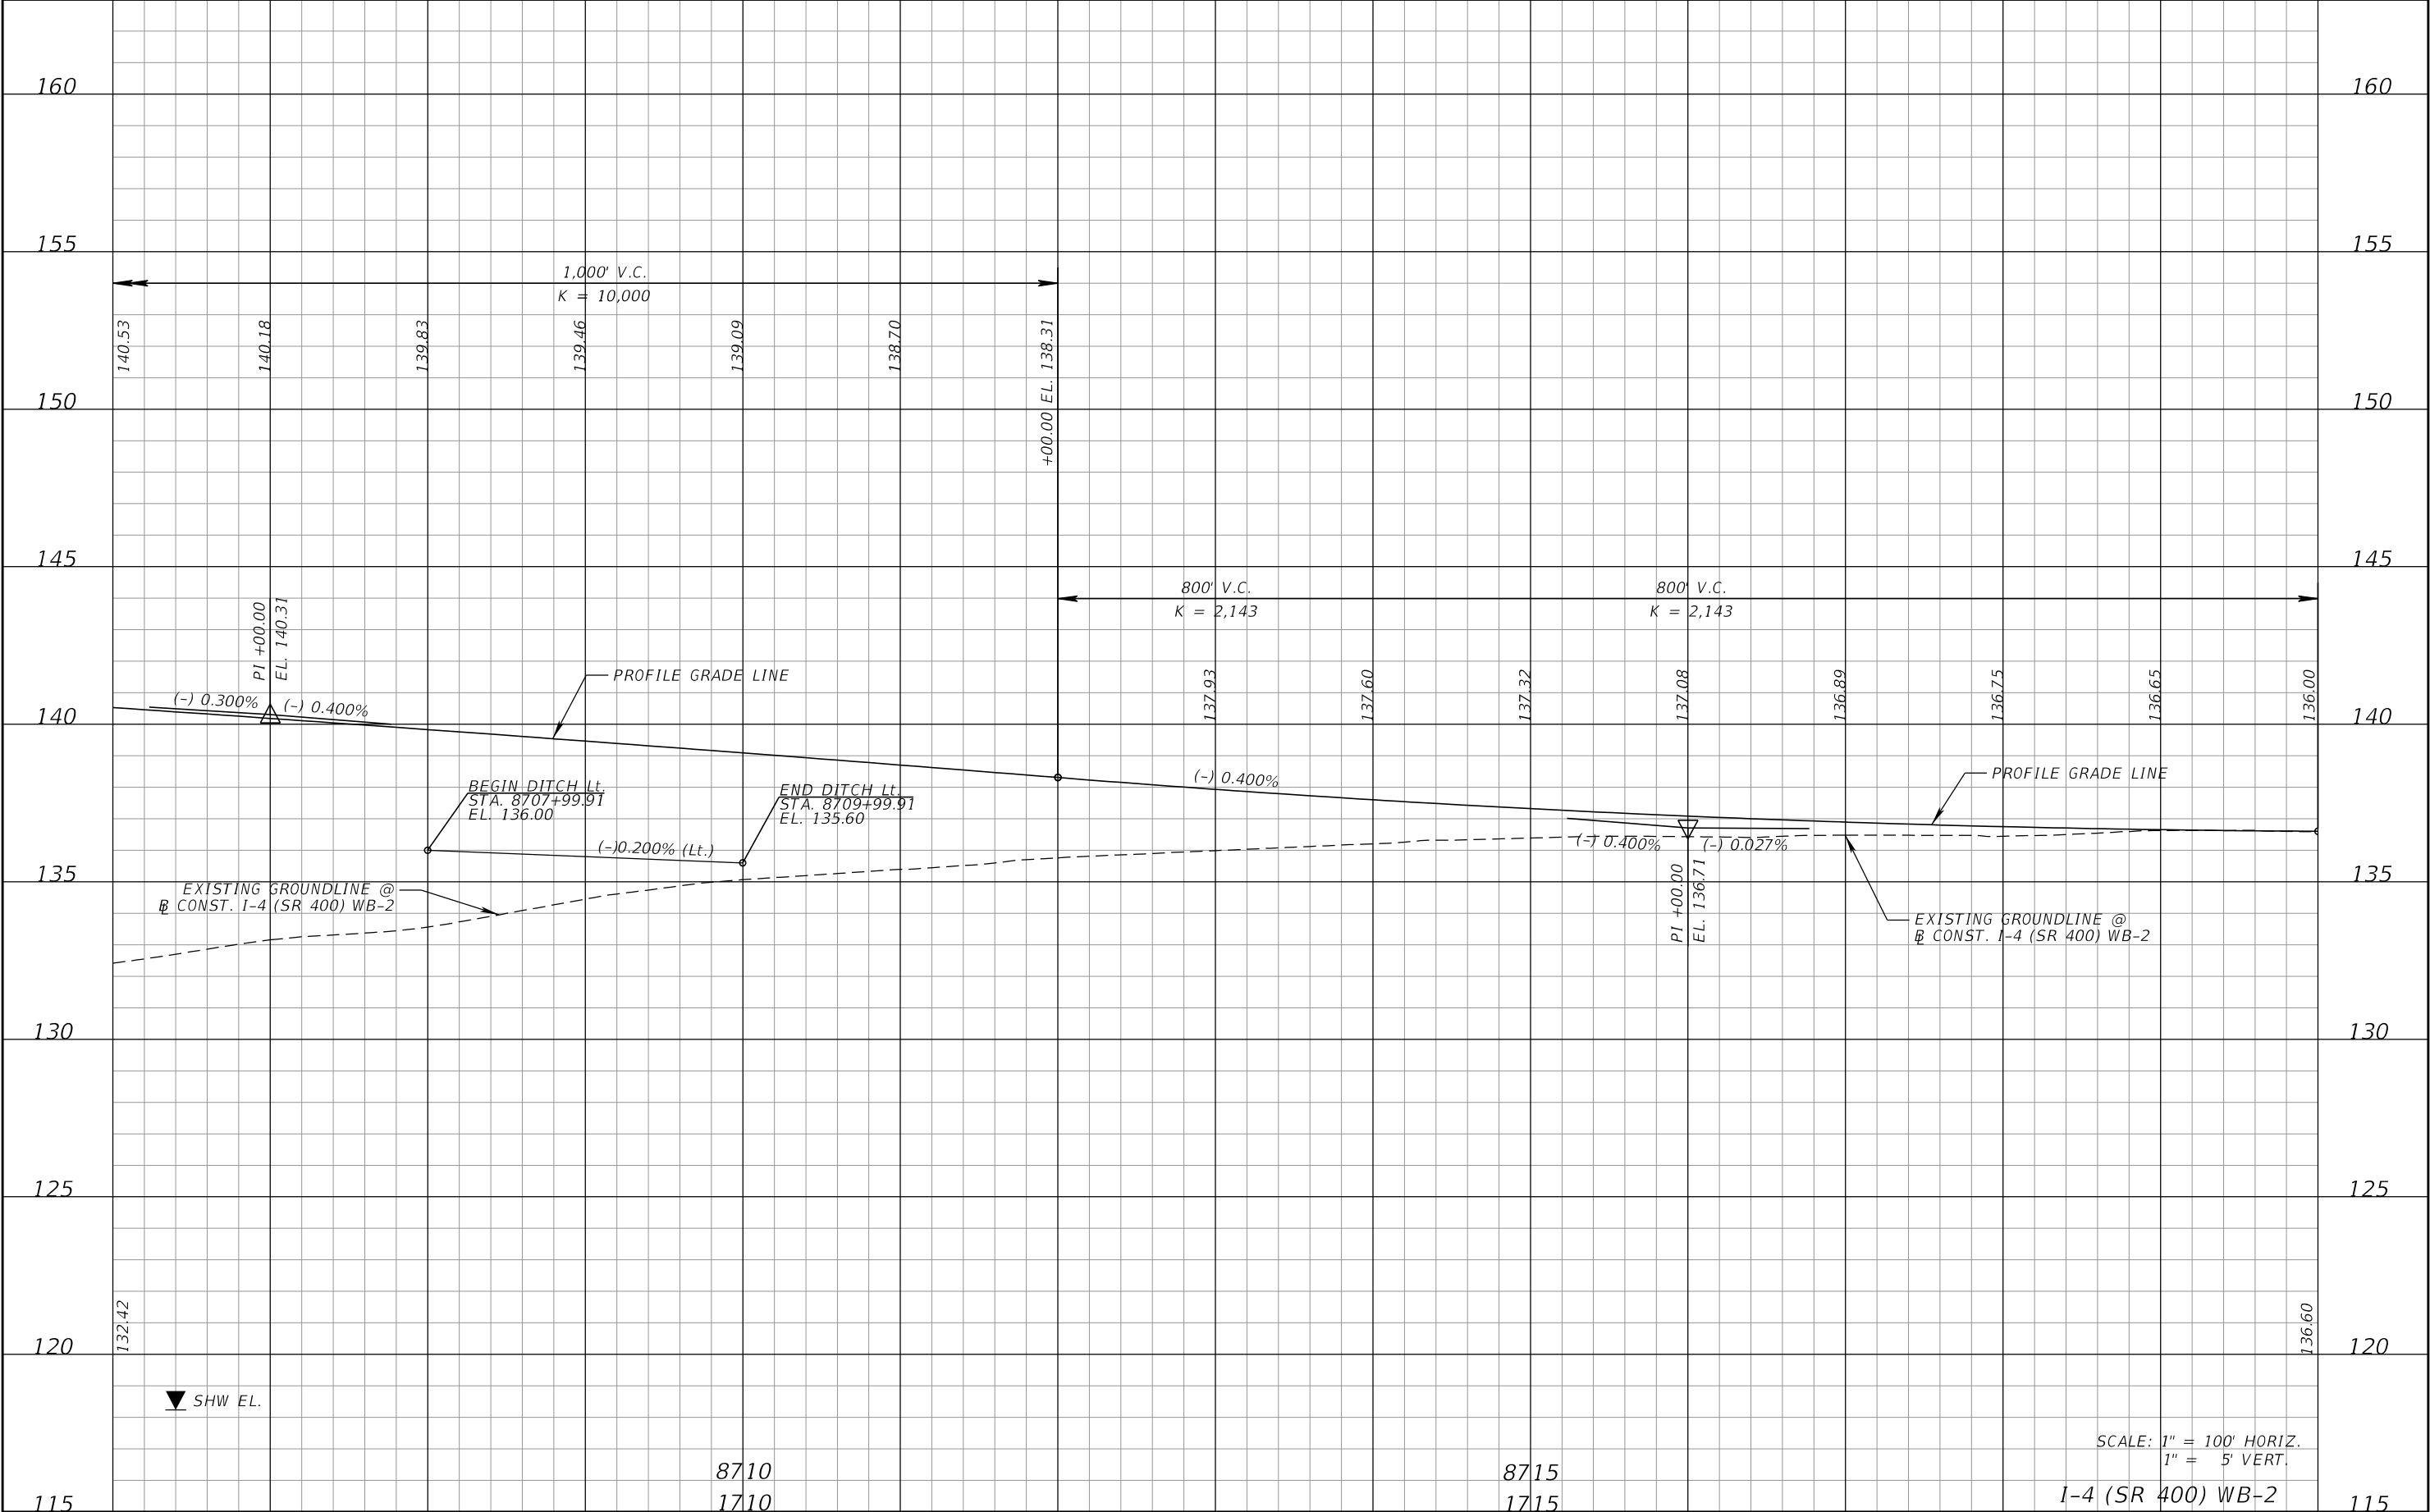 160 160
155 155
1,000' V.C.
K = 10,000
140.53 140.18 139.83 139.46 139.09 138.70 +00.00 EL. 138.31
150 150
145 145
800' V.C. 800' V.C.
K = 2,143 K = 2,143
PI +00.00
EL. 140.31
137.93 137.60 137.32 137.08 136.89 136.75 136.65 136.00
PROFILE GRADE LINE
(-) 0.300% (-) 0.400%
140 140
(-) 0.400%
PROFILE GRADE LINE
BEGIN DITCH Lt.
STA. 8707+99.91
EL. 136.00
END DITCH Lt.
STA. 8709+99.91
EL. 135.60
(-)0.200% (Lt.)
(-) 0.400% (-) 0.027%
135 135
PI +00.00
EL. 136.71
EXISTING GROUNDLINE @
BL CONST. I-4 (SR 400) WB-2
EXISTING GROUNDLINE @
BL CONST. I-4 (SR 400) WB-2
130 130
125 125
132.42 136.60
120 120
SHW EL.
SCALE: 1" = 100' HORIZ.
1" = 5' VERT.
8710 8715
1710 1715
I-4 (SR 400) WB-2
115 115